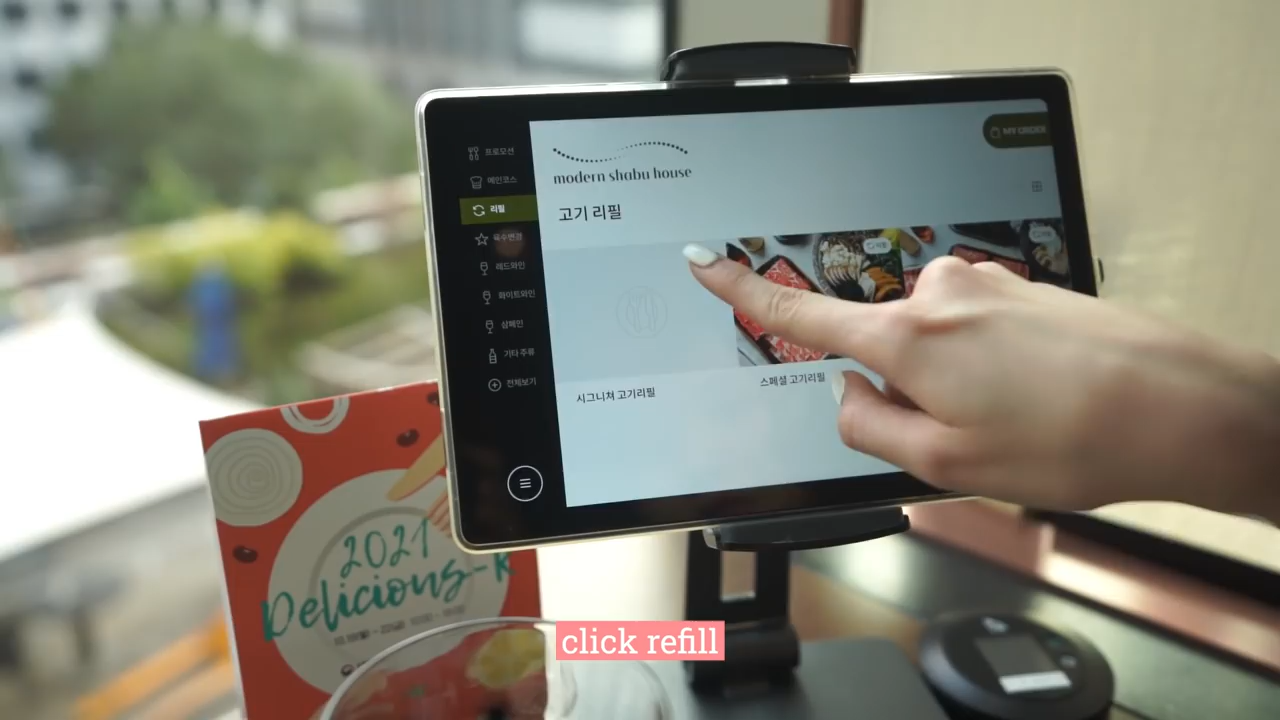 프로모션
메인코스
리필
육수변경
레드와인
화이트와인
샴페인
기타 주류
전체보기
modern shabu house
MY ORDER
고기 리필
시그니쳐 고기리필
스페셜 고기리필
2021
Delicious-K
click refill